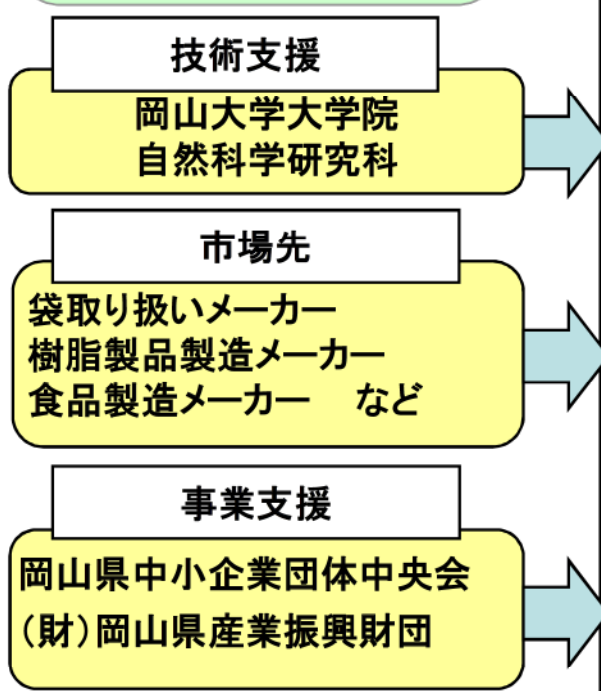 技術支援
岡山大学大学院
自然科学研究科
市場先
袋取り扱いメーカー
樹脂製品製造メーカー
食品製造メーカー　など
事業支援
岡山県中小企業団体中央会
（財）岡山県産業振興財団